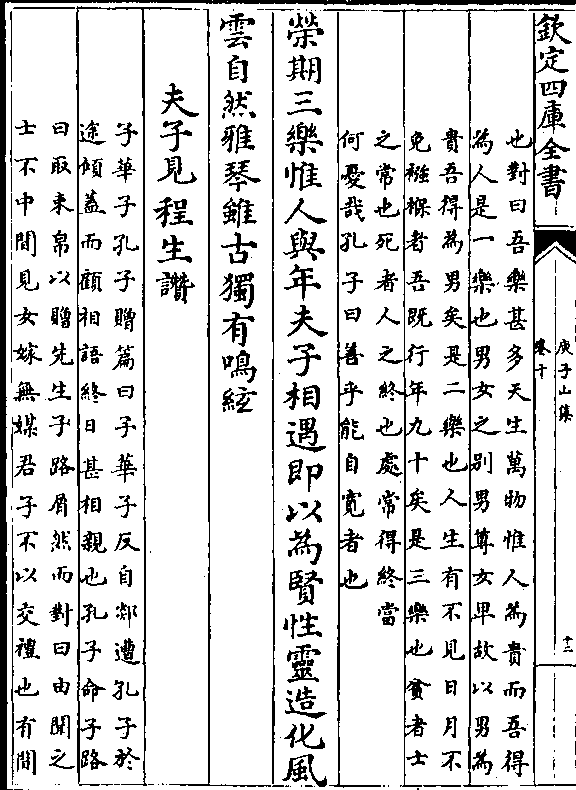 欽定四庫全書
庾子山集
卷十
十三
也對曰吾樂甚多天生萬物惟人為貴而吾得
為人是一樂也男女之別男尊女卑故以男為
貴吾得為男矣是二樂也人生有不見日月不
免襁褓者吾既行年九十矣是三樂也貧者士
之常也死者人之終也處常得終當
何憂哉孔子曰善乎能自寬者也
榮期三樂惟人與年夫子相遇即以為賢性靈造化風
雲自然雅琴雖古獨有鳴絃
夫子見程生讚
子華子孔子贈篇曰子華子反自郯遭孔子於
途傾蓋而顧相語終日甚相親也孔子命子路
曰取束帛以贈先生子路屑然而對曰由聞之
士不中間見女嫁無媒君子不以交禮也有間